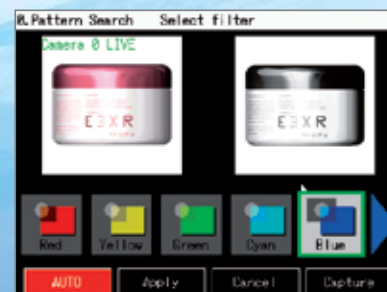 0.Pattern Search Select filter
Camera 0 LIVE
E3XR
E3XR
Red Yellow Green Cyan Blue
AUTO Apply Cancel Capture